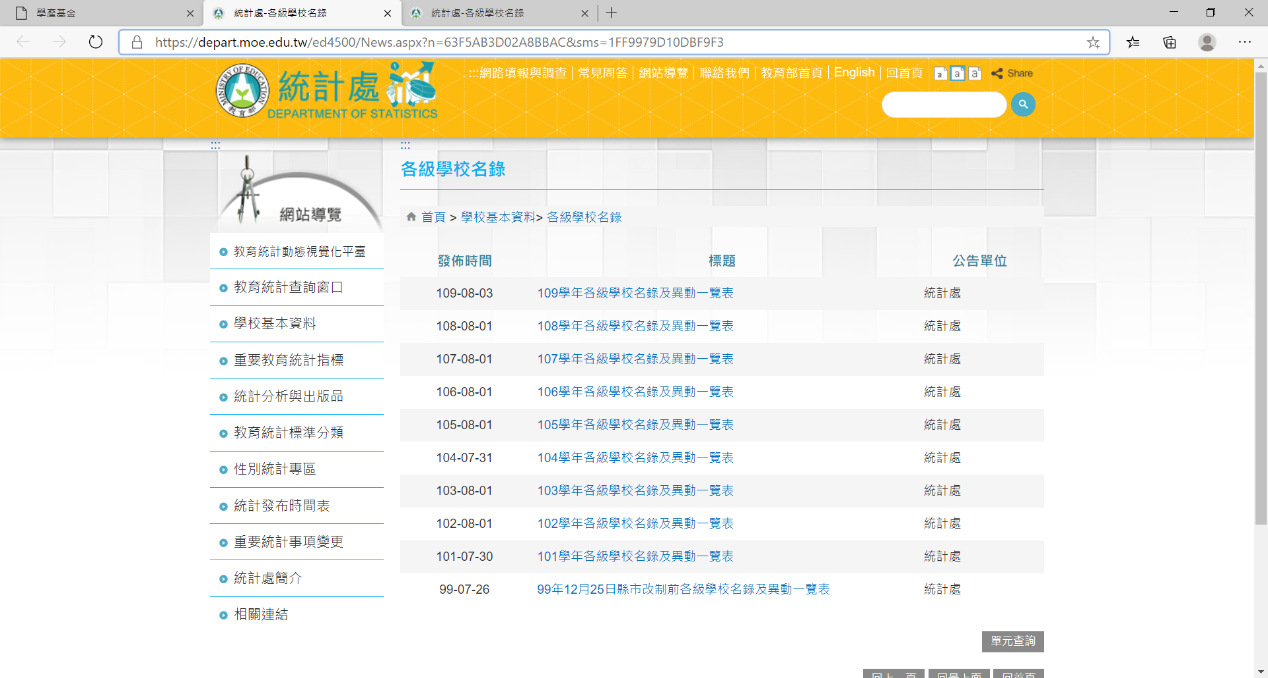 學產基金
統計處-各級學校名錄
統計處-各級學校名錄
https://depart.moe.edu.tw/ed4500/News.aspx?n=63F5AB3D02A8BBAC&sms=1FF9979D10DBF9F3
MINISTRY OF EDUCATION
教育部
統計處
DEPARTMENT OF STATISTICS
:::網路填報與調查 | 常見問答 | 網站導覽 | 聯絡我們 | 教育部首頁 | English | 回首頁
a a a Share
:::
網站導覽
教育統計動態視覺化平臺
教育統計查詢窗口
學校基本資料
重要教育統計指標
統計分析與出版品
教育統計標準分類
性別統計專區
統計發布時間表
重要統計事項變更
統計處簡介
相關連結
:::
各級學校名錄
首頁 > 學校基本資料> 各級學校名錄
發佈時間 標題 公告單位
109-08-03 109學年各級學校名錄及異動一覽表 統計處
108-08-01 108學年各級學校名錄及異動一覽表 統計處
107-08-01 107學年各級學校名錄及異動一覽表 統計處
106-08-01 106學年各級學校名錄及異動一覽表 統計處
105-08-01 105學年各級學校名錄及異動一覽表 統計處
104-07-31 104學年各級學校名錄及異動一覽表 統計處
103-08-01 103學年各級學校名錄及異動一覽表 統計處
102-08-01 102學年各級學校名錄及異動一覽表 統計處
101-07-30 101學年各級學校名錄及異動一覽表 統計處
99-07-26 99年12月25日縣市改制前各級學校名錄及異動一覽表 統計處
單元查詢
回上一頁 回最上面 回首頁